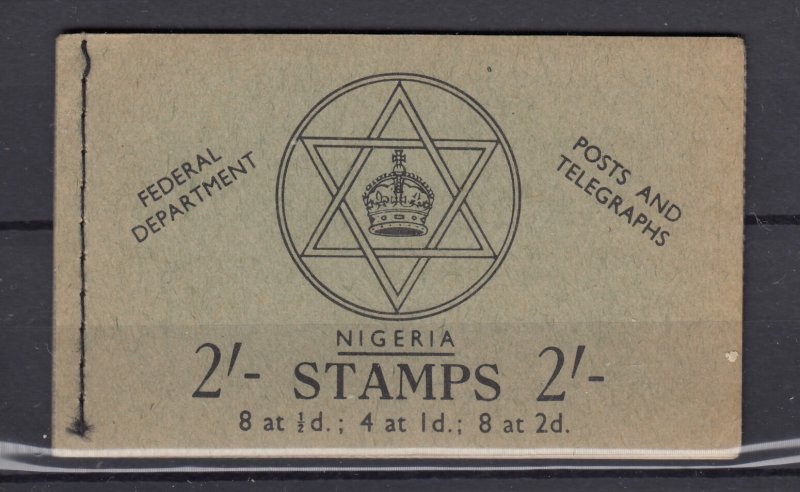 FEDERAL
DEPARTMENT
POSTS AND
TELEGRAPHS
NIGERIA
2/- STAMPS 2/-
8 at ½d.; 4 at 1d.; 8 at 2d.